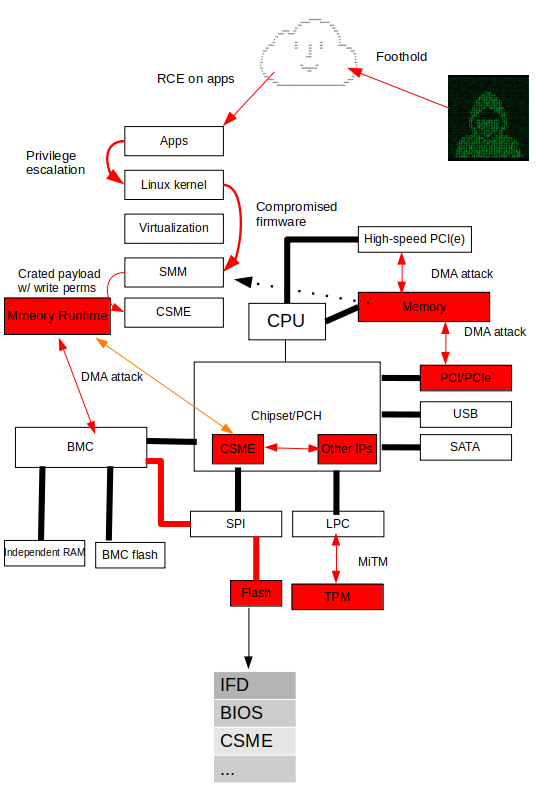 Foothold
RCE on apps
Apps
Privilege
escalation
Linux kernel
Compromised
firmware
Virtualization
High-speed PCI(e)
SMM
DMA attack
Crated payload
w/ write perms
Mmeory Runtime
CSME
CPU
Memory
DMA attack
DMA attack
PCI/PCIe
Chipset/PCH
USB
BMC
CSME
Other IPs
SATA
SPI
LPC
Independent RAM
BMC flash
MiTM
Flash
TPM
IFD
BIOS
CSME
...